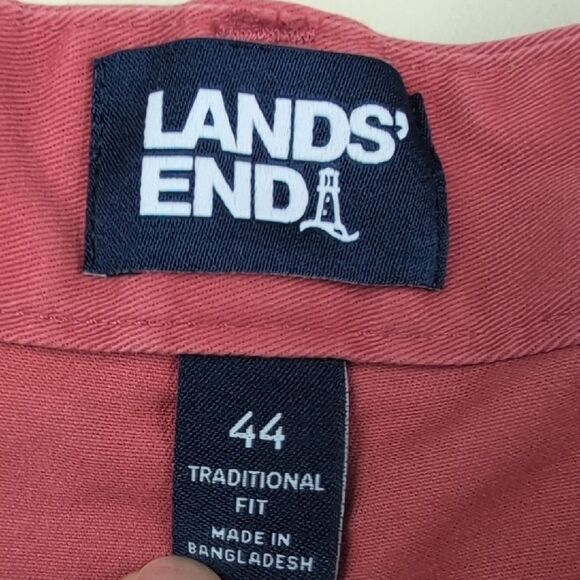 LANDS'
END
44
TRADITIONAL
FIT
MADE IN
BANGLADESH